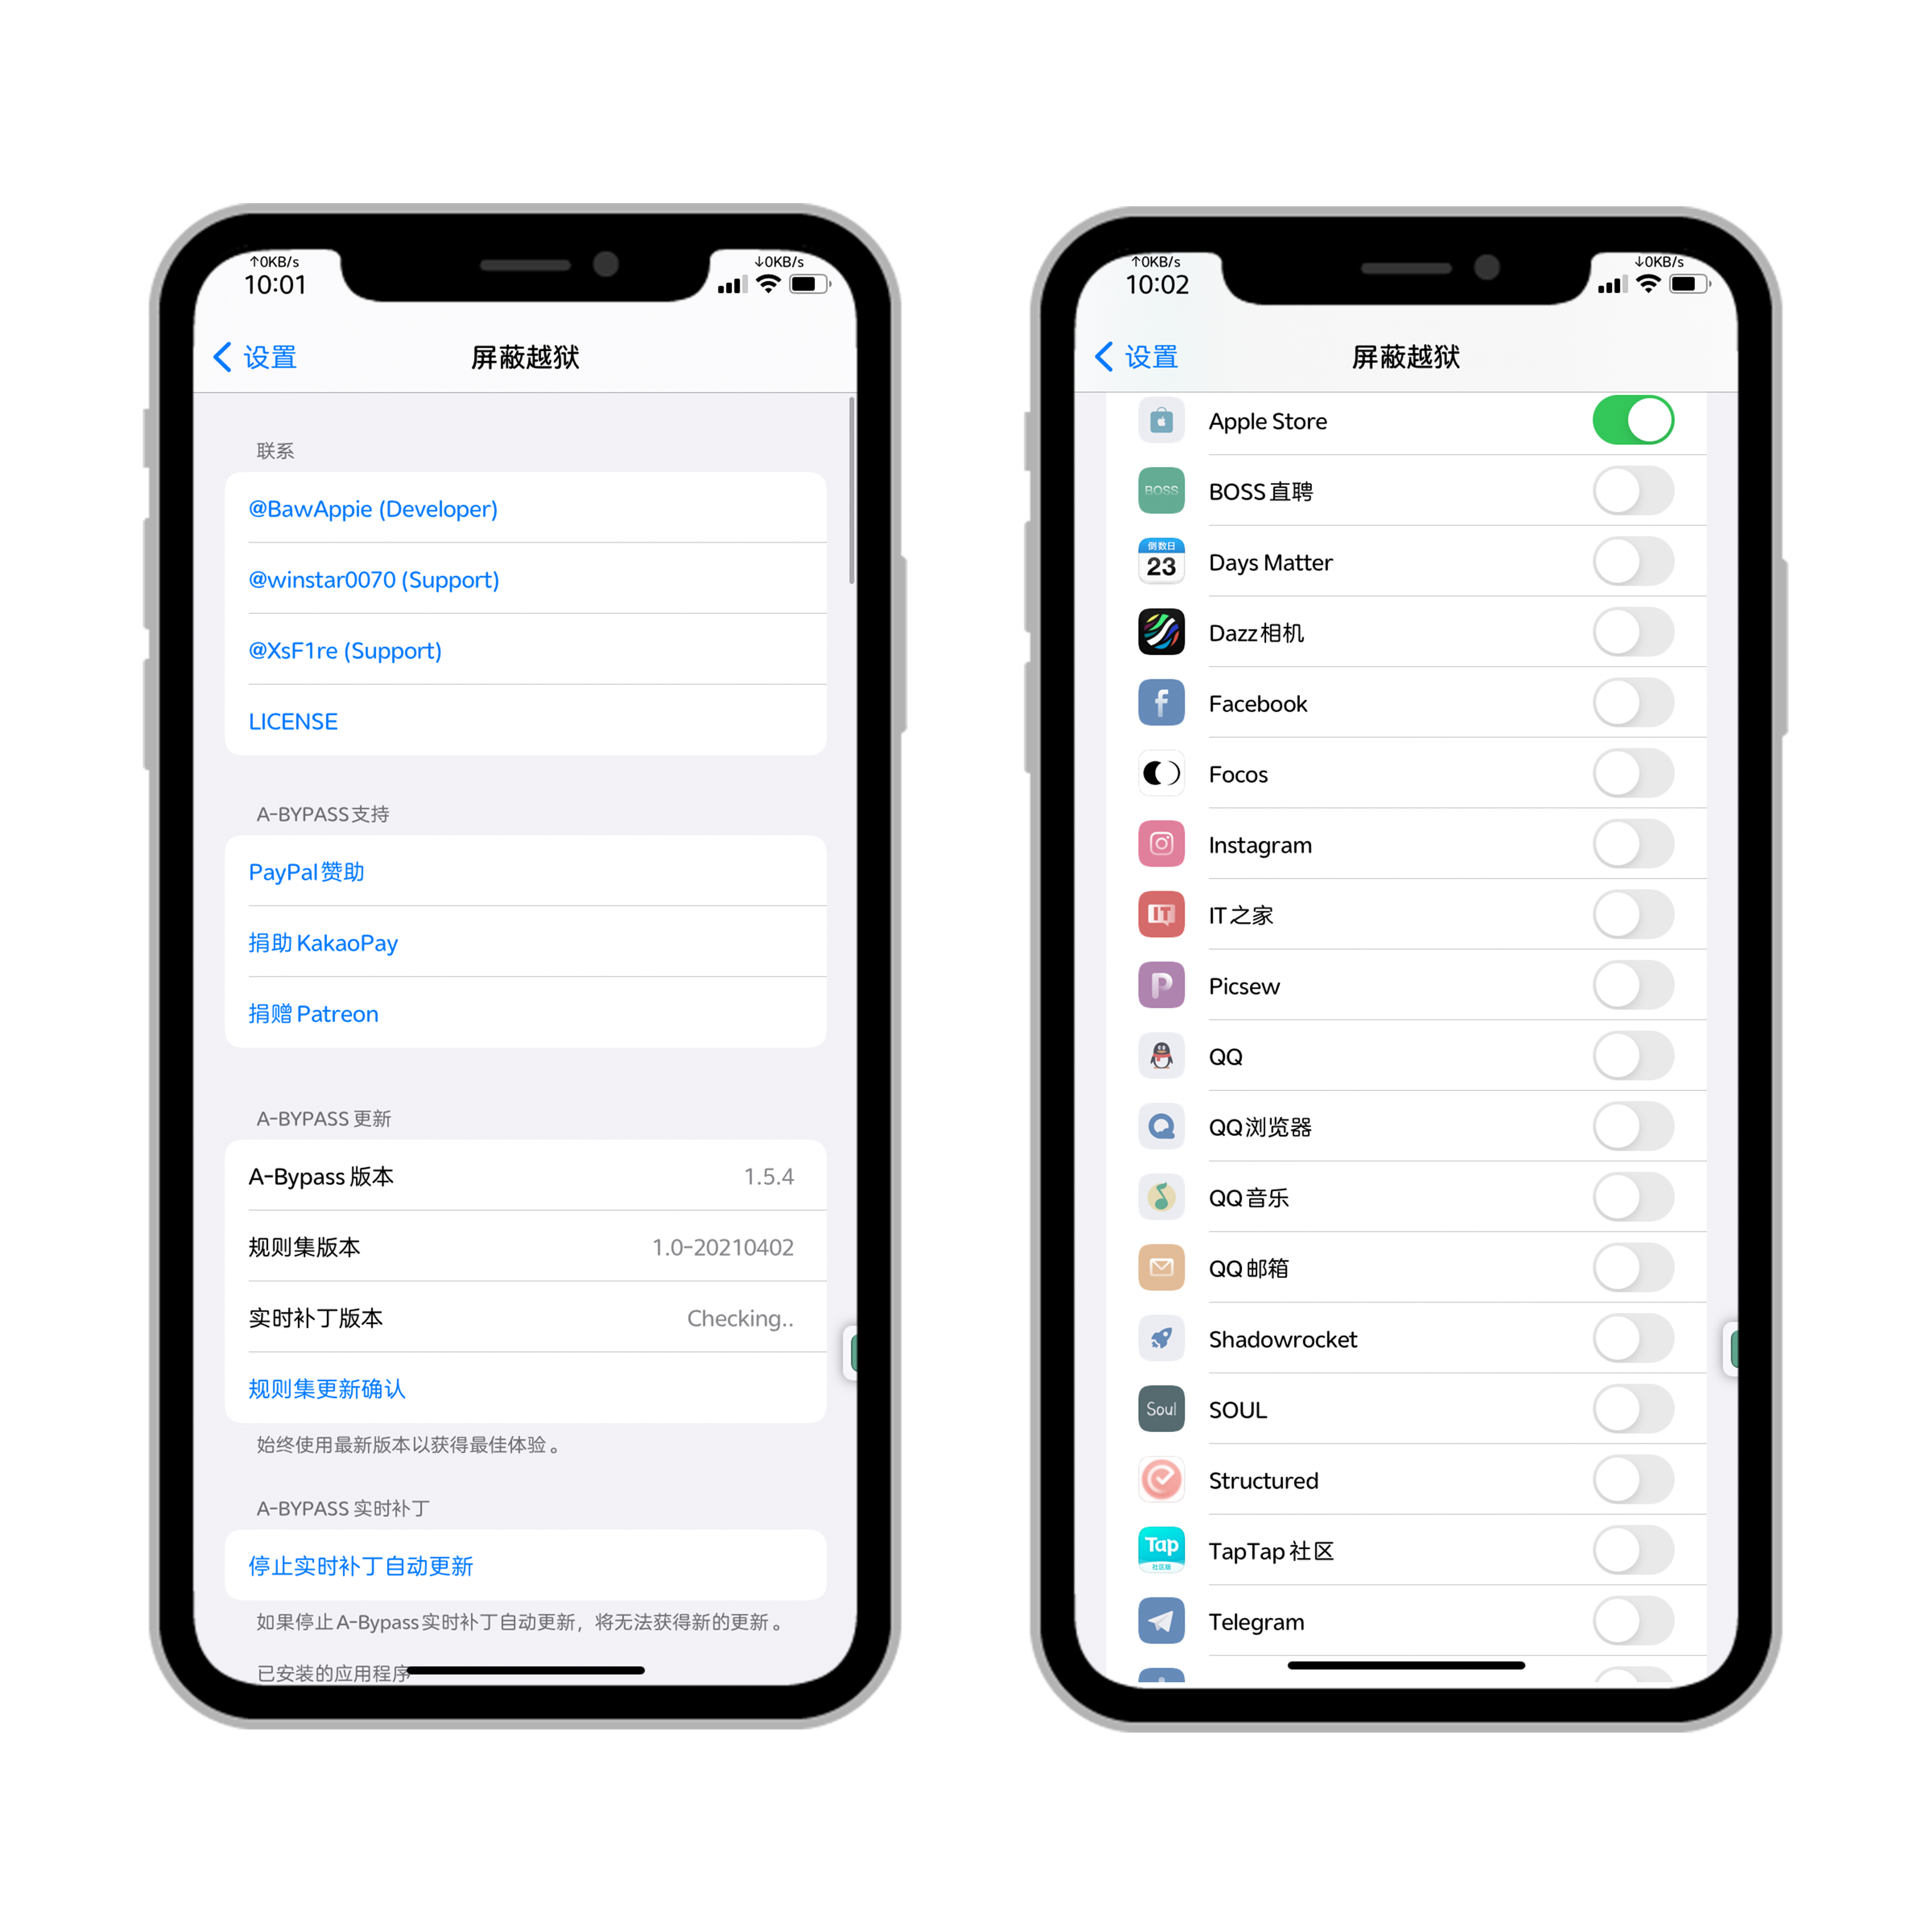 ↑0KB/s
↓0KB/s
10:01
设置
屏蔽越狱
联系
@BawAppie (Developer)
@winstar0070 (Support)
@XsF1re (Support)
LICENSE
A-BYPASS支持
PayPal赞助
捐助 KakaoPay
捐赠 Patreon
A-BYPASS 更新
A-Bypass 版本
1.5.4
规则集版本
1.0-20210402
实时补丁版本
Checking..
规则集更新确认
始终使用最新版本以获得最佳体验。
A-BYPASS 实时补丁
停止实时补丁自动更新
如果停止A-Bypass实时补丁自动更新，将无法获得新的更新。
已安装的应用程序
↑0KB/s
↓0KB/s
10:02
设置
屏蔽越狱
Apple Store
BOSS
BOSS 直聘
倒数日
23
Days Matter
Dazz相机
Facebook
Focos
Instagram
IT
IT之家
P
Picsew
QQ
QQ浏览器
QQ音乐
QQ邮箱
Shadowrocket
Soul
SOUL
Structured
Tap
社区版
TapTap 社区
Telegram